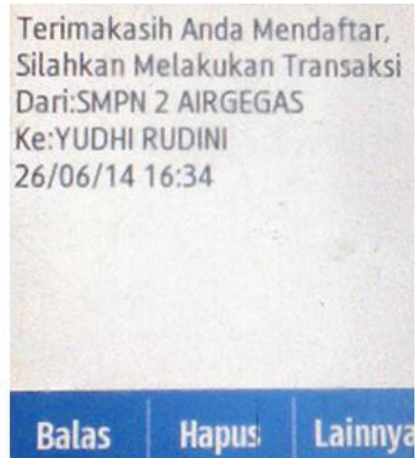 Terimakasih Anda Mendaftar,
Silahkan Melakukan Transaksi
Dari:SMPN 2 AIRGEGAS
Ke:YUDHI RUDINI
26/06/14 16:34
Balas Hapus Lainnya